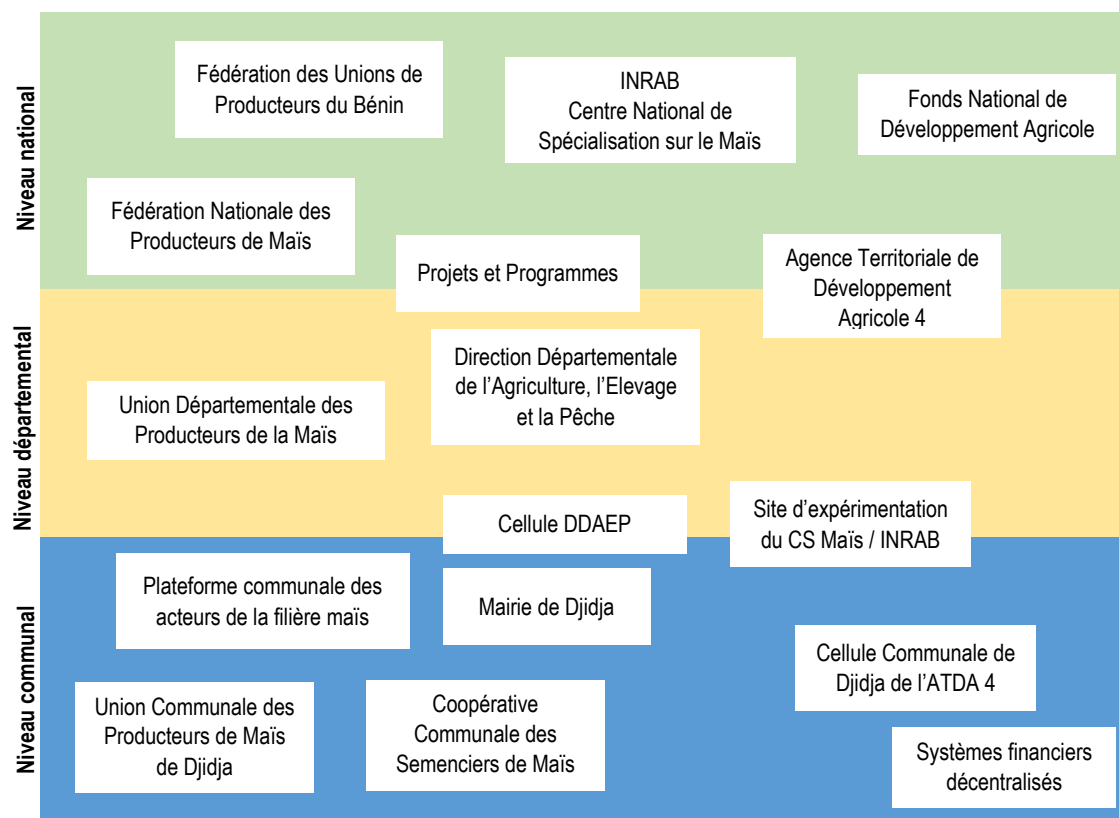 Niveau national
Fédération des Unions de
Producteurs du Bénin
INRAB
Centre National de
Spécialisation sur le Maïs
Fonds National de
Développement Agricole
Fédération Nationale des
Producteurs de Maïs
Projets et Programmes
Agence Territoriale de
Développement
Agricole 4
Niveau départemental
Direction Départementale
de l’Agriculture, l’Elevage
et la Pêche
Union Départementale des
Producteurs de la Maïs
Cellule DDAEP
Site d’expérimentation
du CS Maïs / INRAB
Niveau communal
Plateforme communale des
acteurs de la filière maïs
Mairie de Djidja
Cellule Communale de
Djidja de l’ATDA 4
Union Communale des
Producteurs de Maïs
de Djidja
Coopérative
Communale des
Semenciers de Maïs
Systèmes financiers
décentralisés